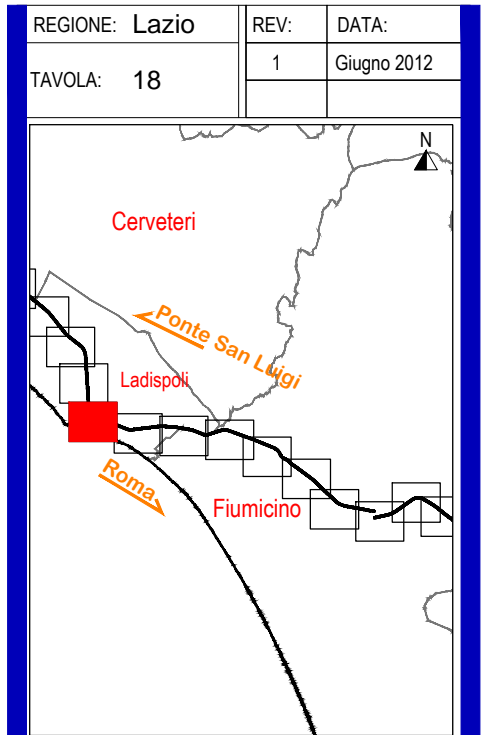 REGIONE: Lazio
REV: DATA:
TAVOLA: 18
1 Giugno 2012
N
Cerveteri
Ponte San Luigi
Ladispoli
Roma
Fiumicino